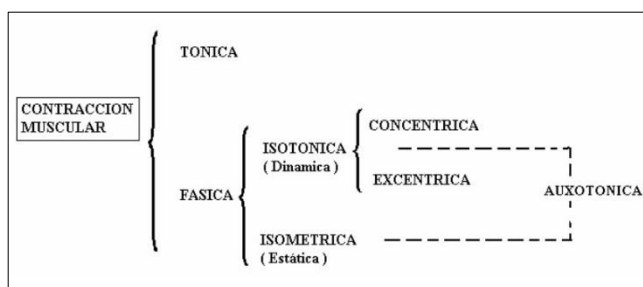 TONICA
CONTRACCION
MUSCULAR
FASICA
ISOTONICA
( Dinamica )
CONCENTRICA
EXCENTRICA
ISOMETRICA
( Estática )
AUXOTONICA